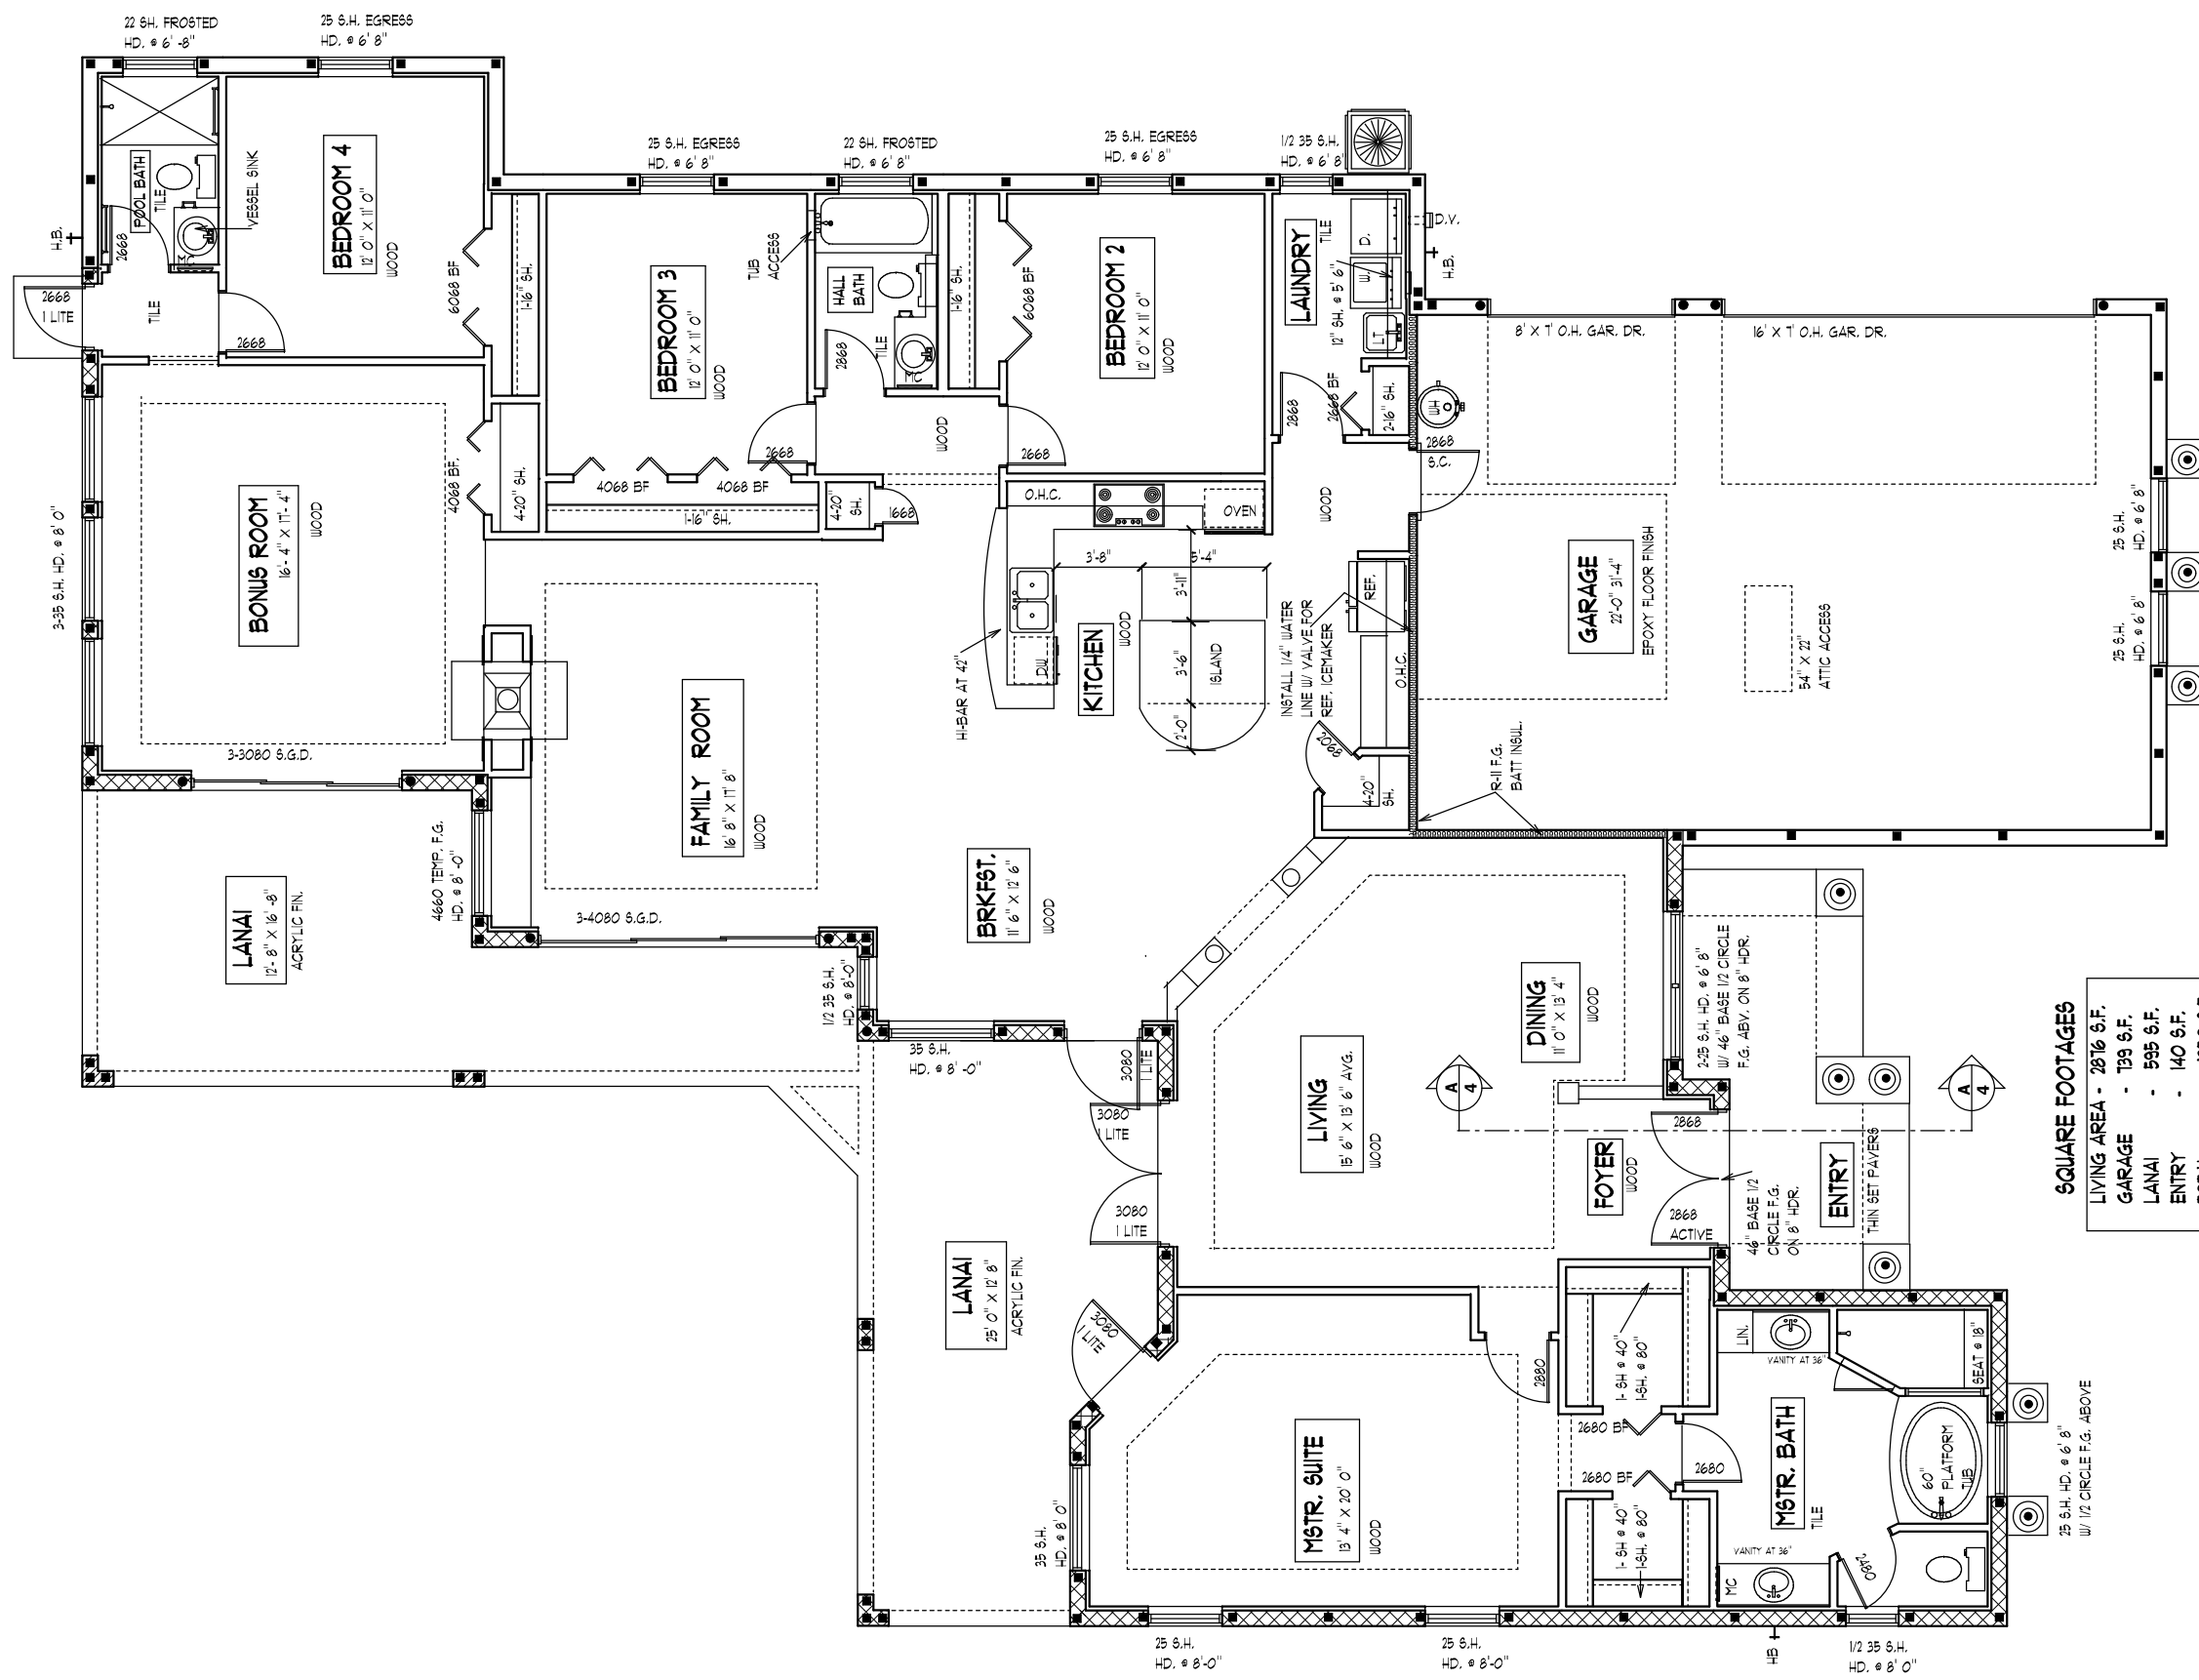 22 SH. FROSTED
HD. @ 6'-8"
25 S.H. EGRESS
HD. @ 6' 8"
25 S.H. EGRESS
HD. @ 6' 8"
22 SH. FROSTED
HD. @ 6' 8"
25 S.H. EGRESS
HD. @ 6' 8"
1/2 35 S.H.
HD. @ 6' 8"
H.B.
2668
1 LITE
2668
POOL BATH
TILE
MC
VESSEL SINK
TILE
2668
BEDROOM 4
12' 0" X 11' 0"
WOOD
6068 BF
1-16" SH.
BEDROOM 3
12' 0" X 11' 0"
WOOD
TUB
ACCESS
HALL
BATH
TILE
MC
2868
1-16" SH.
6068 BF
BEDROOM 2
12' 0" X 11' 0"
WOOD
LAUNDRY
TILE
12" SH. @ 5' 6"
D.
W.
LT
D.V.
H.B.
2868
2668 BF
2-16" SH.
WH
2868
S.C.
8' X 7' O.H. GAR. DR.
16' X 7' O.H. GAR. DR.
2668
WOOD
2668
4068 BF
4068 BF
1-16" SH.
4-20"
SH.
1668
4068 BF.
4-20" SH.
O.H.C.
OVEN
WOOD
3-35 S.H. HD. @ 8' 0"
BONUS ROOM
16'- 4" X 17'- 4"
WOOD
3-3080 S.G.D.
FAMILY ROOM
16' 8" X 17' 8"
WOOD
HI-BAR AT 42"
DW
KITCHEN
WOOD
3'-8"
5'-4"
3'-11"
3'-6"
2'-0"
ISLAND
INSTALL 1/4" WATER
LINE W/ VALVE FOR
REF. ICEMAKER
REF.
O.H.C.
2068
4-20"
SH.
GARAGE
22'-0" 31'-4"
EPOXY FLOOR FINISH
54" X 22"
ATTIC ACCESS
R-11 F.G.
BATT INSUL.
25 S.H.
HD. @ 6' 8"
25 S.H.
HD. @ 6' 8"
LANAI
12'- 8" X 16' -8"
ACRYLIC FIN.
4660 TEMP. F.G.
HD. @ 8' -0"
3-4080 S.G.D.
1/2 35 S.H.
HD. @ 8'-0"
BRKFST.
11' 6" X 12' 6"
WOOD
35 S.H.
HD. @ 8' -0"
3080
1 LITE
3080
1 LITE
3080
1 LITE
3080
1 LITE
LIVING
15' 6" X 13' 6" AVG.
WOOD
DINING
11' 0" X 13' 4"
WOOD
2-25 S.H. HD. @ 6' 8"
W/ 46" BASE 1/2 CIRCLE
F.G. ABV. ON 8" HDR.
A
4
A
4
FOYER
WOOD
2868
2868
ACTIVE
46" BASE 1/2
CIRCLE F.G.
ON 8" HDR.
ENTRY
THIN SET PAVERS
SQUARE FOOTAGES
LIVING AREA - 2876 S.F.
GARAGE - 739 S.F.
LANAI - 595 S.F.
ENTRY - 140 S.F.
LANAI
25' 0" X 12' 8"
ACRYLIC FIN.
35 S.H.
HD. @ 8' 0"
MSTR. SUITE
13' 4" X 20' 0"
WOOD
2880
1- SH @ 40"
1-SH. @ 80"
2680 BF
2680 BF
1- SH @ 40"
1-SH. @ 80"
2680
LIN.
VANITY AT 36"
MSTR. BATH
TILE
VANITY AT 36"
MC
SEAT @ 18"
60"
PLATFORM
TUB
2480
25 S.H. HD. @ 6' 8"
W/ 1/2 CIRCLE F.G. ABOVE
25 S.H.
HD. @ 8'-0"
25 S.H.
HD. @ 8'-0"
HB
1/2 35 S.H.
HD. @ 8' 0"